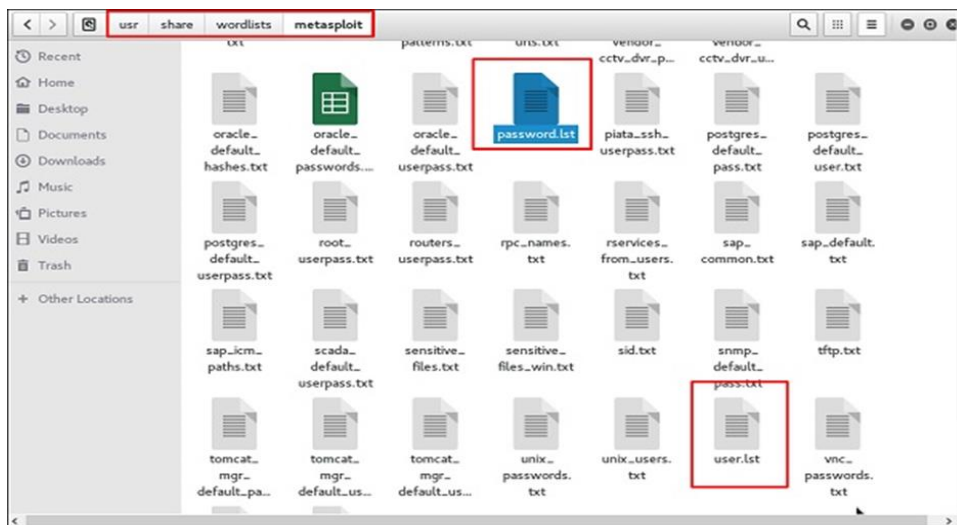 usr share wordlists metasploit
Recent
Home
Desktop
Documents
Downloads
Music
Pictures
Videos
Trash
+ Other Locations
txt
patterns.txt
urls.txt
vendor_
cctv_dvr_p...
vendor_
cctv_dvr_u...
oracle_
default_
hashes.txt
oracle_
default_
passwords....
oracle_
default_
userpass.txt
password.lst
piata_ssh_
userpass.txt
postgres_
default_
pass.txt
postgres_
default_
user.txt
postgres_
default_
userpass.txt
root_
userpass.txt
routers_
userpass.txt
rpc_names.
txt
rservices_
from_users.
txt
sap_
common.txt
sap_default.
txt
sap_icm_
paths.txt
scada_
default_
userpass.txt
sensitive_
files.txt
sensitive_
files_win.txt
sid.txt
snmp_
default_
pass.txt
tftp.txt
tomcat_
mgr_
default_pa...
tomcat_
mgr_
default_us...
tomcat_
mgr_
default_us...
unix_
passwords.
txt
unix_users.
txt
user.lst
vnc_
passwords.
txt